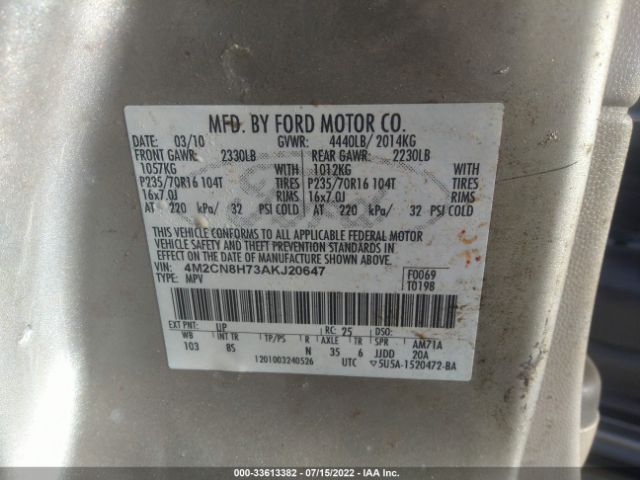 MFD. BY FORD MOTOR CO.
DATE: 03/10 GVWR: 4440LB/ 2014KG
FRONT GAWR: 2330LB REAR GAWR: 2230LB
1057KG WITH 1012KG WITH
P235/70R16 104T TIRES P235/70R16 104T TIRES
16x7.0J RIMS 16x7.0J RIMS
AT 220 kPa/ 32 PSI COLD AT 220 kPa/ 32 PSI COLD
THIS VEHICLE CONFORMS TO ALL APPLICABLE FEDERAL MOTOR
VEHICLE SAFETY AND THEFT PREVENTION STANDARDS IN
EFFECT ON THE DATE OF MANUFACTURE SHOWN ABOVE.
VIN: 4M2CN8H73AKJ20647 F0069
TYPE: MPV T0198
EXT PNT: UP RC: 25 DSO:
WB INT TR TP/PS R AXLE TR SPR AM71A
103 85 N 35 6 JJDD 20A
1201003240526 UTC 5U5A-1520472-BA
OWNER: 33613382 - 07/15/2022 - IAA Inc.